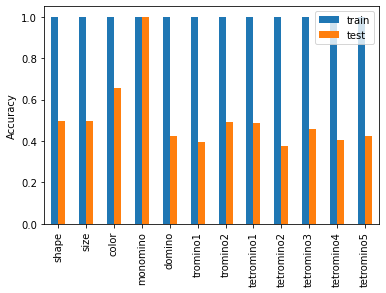 train
test
Accuracy
1.0
0.8
0.6
0.4
0.2
0.0
shape
size
color
monomino
domino
tromino1
tromino2
tetromino1
tetromino2
tetromino3
tetromino4
tetromino5